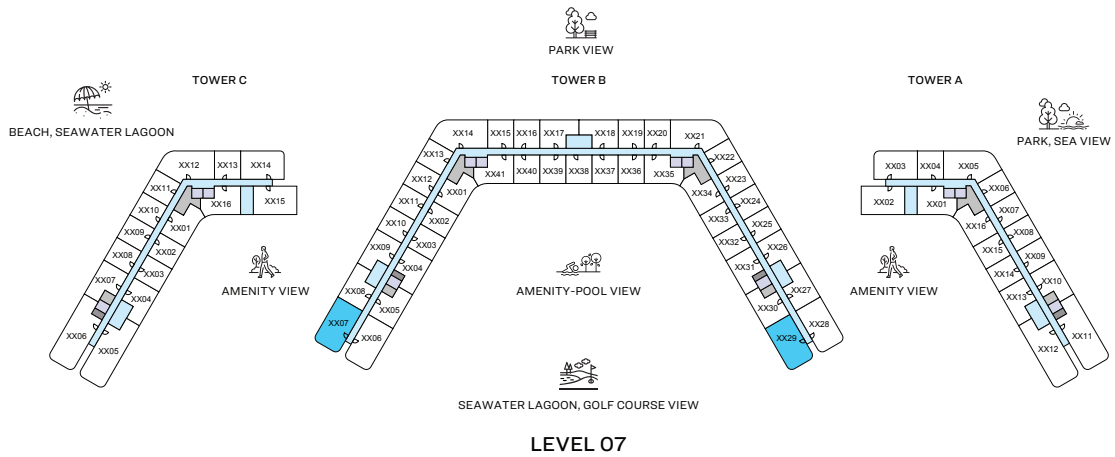 PARK VIEW
TOWER C
TOWER B
TOWER A
BEACH, SEAWATER LAGOON
PARK, SEA VIEW
XX12
XX13
XX14
XX11
XX10
XX09
XX08
XX07
XX06
XX05
XX04
XX03
XX02
XX01
XX16
XX15
XX14
XX15
XX16
XX17
XX18
XX19
XX20
XX21
XX13
XX12
XX11
XX10
XX09
XX08
XX07
XX06
XX05
XX04
XX03
XX02
XX01
XX41
XX40
XX39
XX38
XX37
XX36
XX35
XX34
XX33
XX32
XX31
XX30
XX29
XX22
XX23
XX24
XX25
XX26
XX27
XX28
XX03
XX04
XX05
XX02
XX01
XX06
XX07
XX08
XX09
XX10
XX11
XX16
XX15
XX14
XX13
XX12
AMENITY VIEW
AMENITY-POOL VIEW
AMENITY VIEW
SEAWATER LAGOON, GOLF COURSE VIEW
LEVEL 07